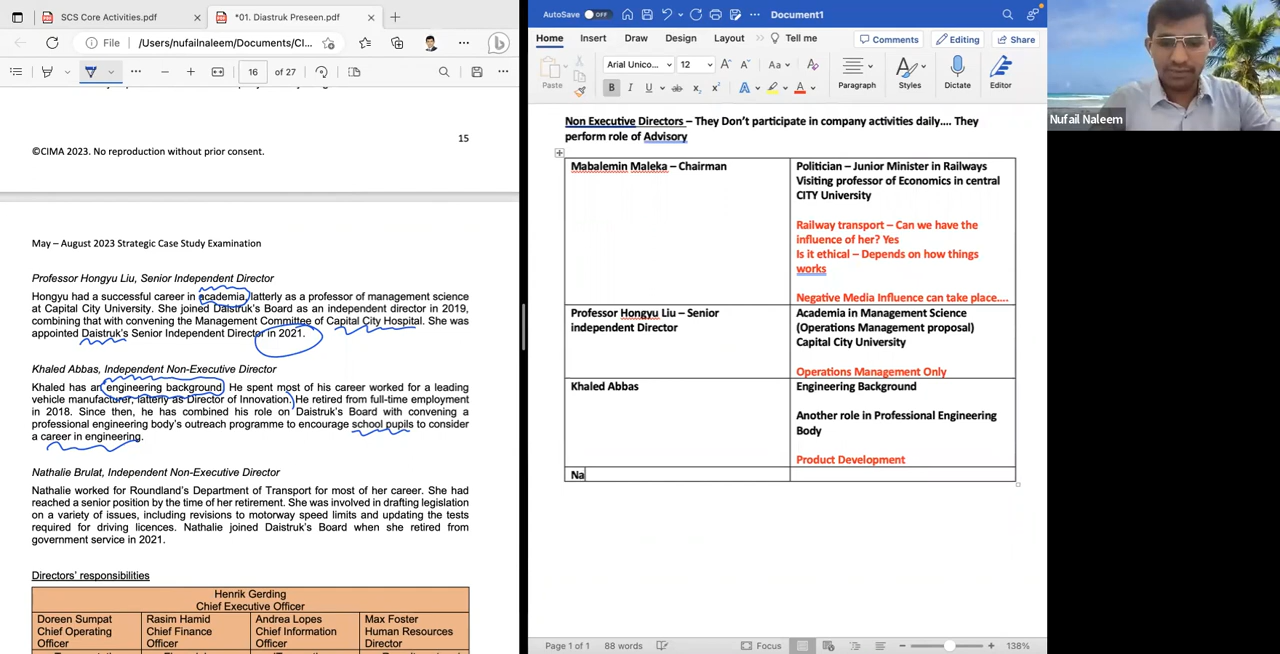 SCS Core Activities.pdf
*01. Diastruk Preseen.pdf
File
/Users/nufailnaleem/Documents/CI...
16
of 27
©CIMA 2023. No reproduction without prior consent.
15
May – August 2023 Strategic Case Study Examination
Professor Hongyu Liu, Senior Independent Director
Hongyu had a successful career in academia, latterly as a professor of management science
at Capital City University. She joined Daistruk's Board as an independent director in 2019,
combining that with convening the Management Committee of Capital City Hospital. She was
appointed Daistruk's Senior Independent Director in 2021.
Khaled Abbas, Independent Non-Executive Director
Khaled has an engineering background. He spent most of his career worked for a leading
vehicle manufacturer, latterly as Director of Innovation. He retired from full-time employment
in 2018. Since then, he has combined his role on Daistruk's Board with convening a
professional engineering body's outreach programme to encourage school pupils to consider
a career in engineering.
Nathalie Brulat, Independent Non-Executive Director
Nathalie worked for Roundland's Department of Transport for most of her career. She had
reached a senior position by the time of her retirement. She was involved in drafting legislation
on a variety of issues, including revisions to motorway speed limits and updating the tests
required for driving licences. Nathalie joined Daistruk's Board when she retired from
government service in 2021.
Directors' responsibilities
Henrik Gerding
Chief Executive Officer
Doreen Sumpat
Chief Operating
Officer
Rasim Hamid
Chief Finance
Officer
Andrea Lopes
Chief Information
Officer
Max Foster
Human Resources
Director
AutoSave OFF
Document1
Home
Insert
Draw
Design
Layout
Tell me
Comments
Editing
Share
Paste
Arial Unico...
12
Paragraph
Styles
Dictate
Editor
Non Executive Directors – They Don't participate in company activities daily.... They
perform role of Advisory
Mabalemin Maleka – Chairman
Politician – Junior Minister in Railways
Visiting professor of Economics in central
CITY University
Railway transport – Can we have the
influence of her? Yes
Is it ethical – Depends on how things
works
Negative Media Influence can take place....
Professor Hongyu Liu – Senior
independent Director
Academia in Management Science
(Operations Management proposal)
Capital City University
Operations Management Only
Khaled Abbas
Engineering Background
Another role in Professional Engineering
Body
Product Development
Na
Page 1 of 1
88 words
Focus
138%
Nufail Naleem